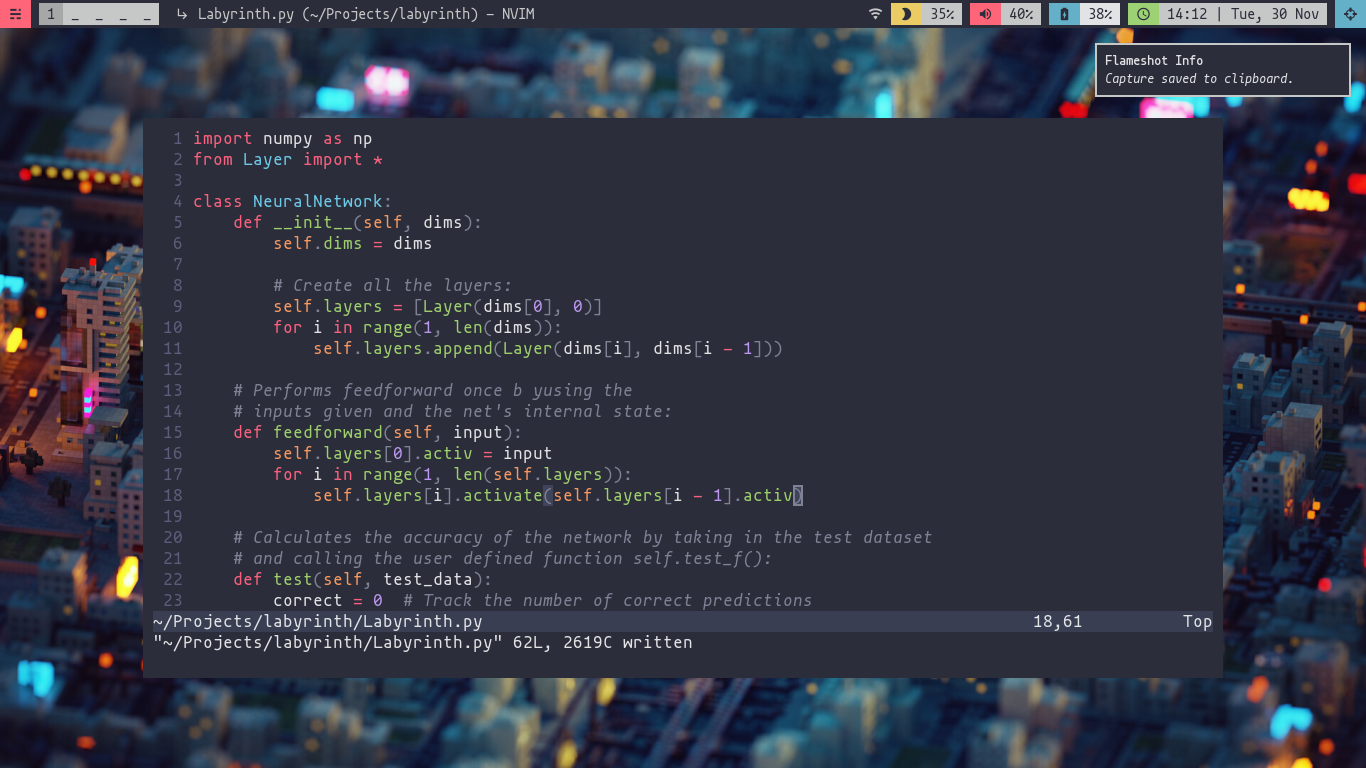 1 _ _ _ _ ↳ Labyrinth.py (~/Projects/labyrinth) – NVIM 35% 40% 38% 14:12 | Tue, 30 Nov
Flameshot Info
Capture saved to clipboard.
1 import numpy as np
2 from Layer import *
3
4 class NeuralNetwork:
5     def __init__(self, dims):
6         self.dims = dims
7
8         # Create all the layers:
9         self.layers = [Layer(dims[0], 0)]
10         for i in range(1, len(dims)):
11             self.layers.append(Layer(dims[i], dims[i - 1]))
12
13     # Performs feedforward once b yusing the
14     # inputs given and the net's internal state:
15     def feedforward(self, input):
16         self.layers[0].activ = input
17         for i in range(1, len(self.layers)):
18             self.layers[i].activate(self.layers[i - 1].activ)
19
20     # Calculates the accuracy of the network by taking in the test dataset
21     # and calling the user defined function self.test_f():
22     def test(self, test_data):
23         correct = 0  # Track the number of correct predictions
~/Projects/labyrinth/Labyrinth.py 18,61 Top
"~/Projects/labyrinth/Labyrinth.py" 62L, 2619C written